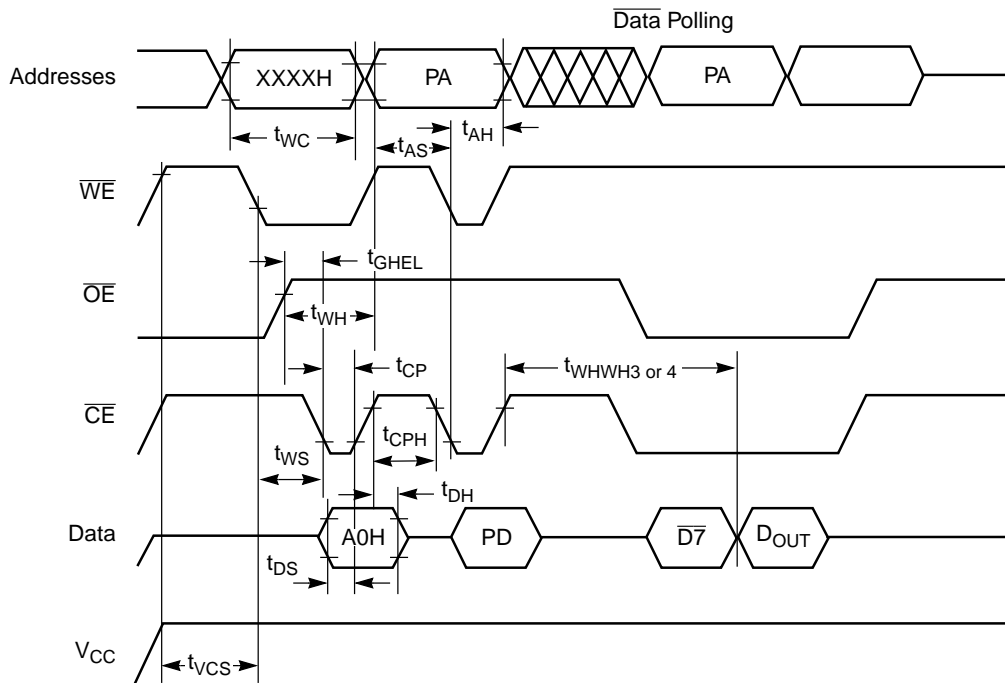 Data Polling
Addresses
XXXXH
PA
PA
tWC
tAS
tAH
WE
tGHEL
OE
tWH
tCP
tWHWH3 or 4
CE
tCPH
tWS
tDH
Data
A0H
PD
D7
DOUT
tDS
VCC
tVCS